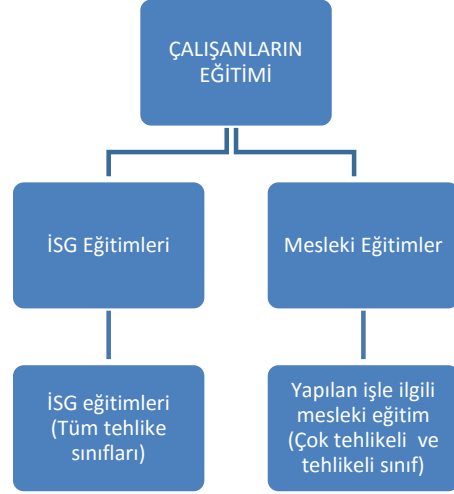 ÇALIŞANLARIN
EĞİTİMİ
İSG Eğitimleri
Mesleki Eğitimler
İSG eğitimleri
(Tüm tehlike
sınıfları)
Yapılan işle ilgili
mesleki eğitim
(Çok tehlikeli ve
tehlikeli sınıf)